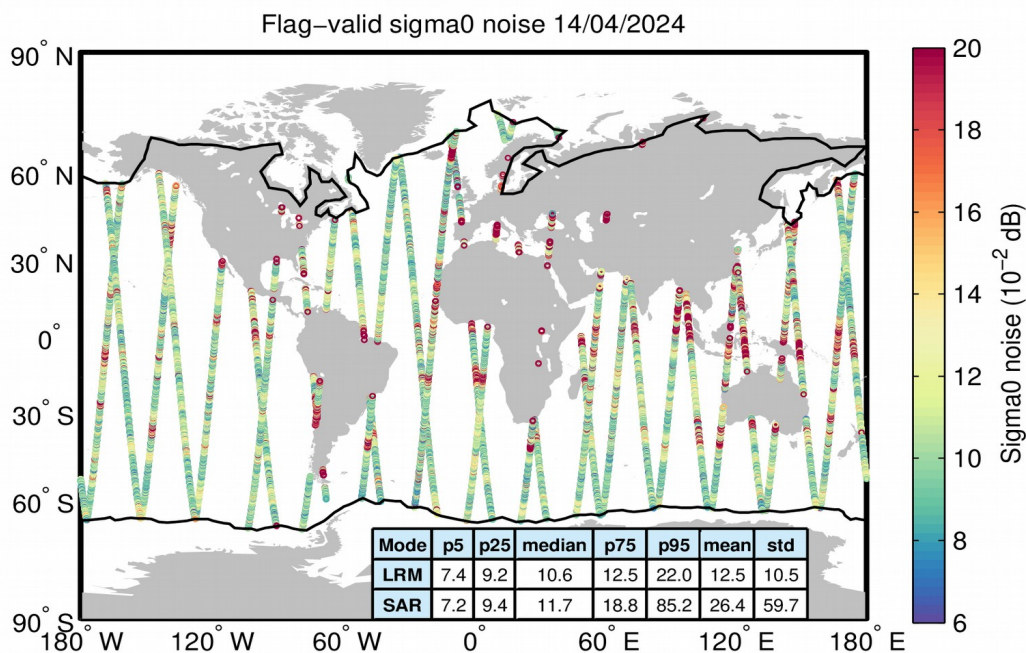 Flag−valid sigma0 noise 14/04/2024
90° N
60° N
30° N
0°
30° S
60° S
90° S
180° W 120° W 60° W 0° 60° E 120° E 180° E
20
18
16
14
12
10
8
6
Sigma0 noise (10⁻² dB)
Mode p5 p25 median p75 p95 mean std
LRM 7.4 9.2 10.6 12.5 22.0 12.5 10.5
SAR 7.2 9.4 11.7 18.8 85.2 26.4 59.7